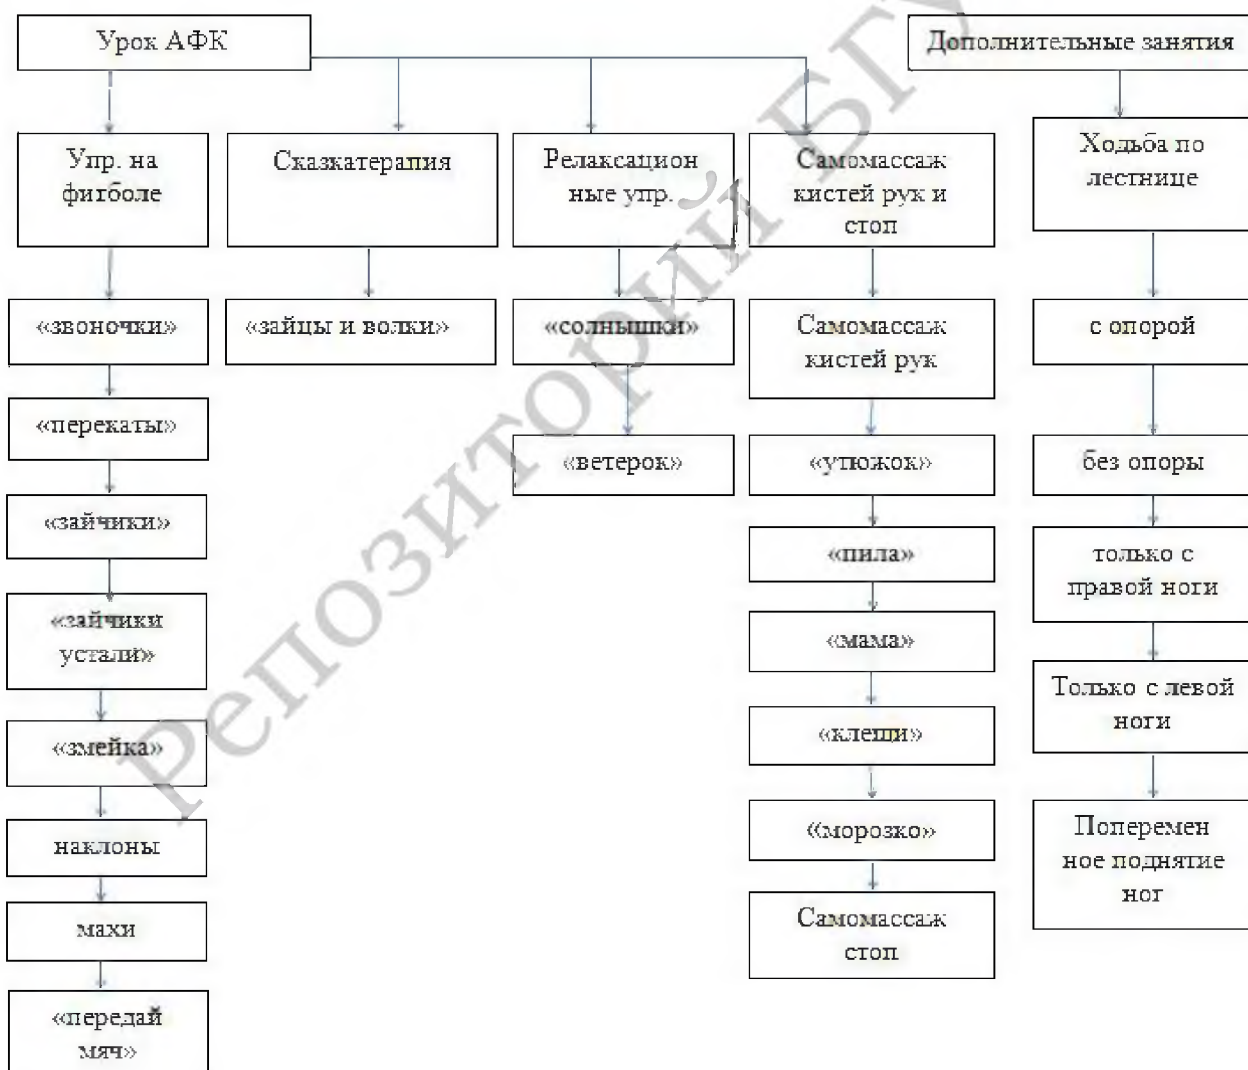 Урок АФК
Дополнительные занятия
Упр. на
фитболе
Сказкатерапия
Релаксацион
ные упр.
Самомассаж
кистей рук и
стоп
Ходьба по
лестнице
«звоночки»
«зайцы и волки»
«солнышки»
Самомассаж
кистей рук
с опорой
«перекаты»
«ветерок»
«утюжок»
без опоры
«зайчики»
«пила»
только с
правой ноги
«зайчики
устали»
«мама»
Только с левой
ноги
«змейка»
«клещи»
наклоны
«морозко»
Поперемен
ное поднятие
ног
махи
Самомассаж
стоп
«передай
мяч»
Репозиторий БГУ